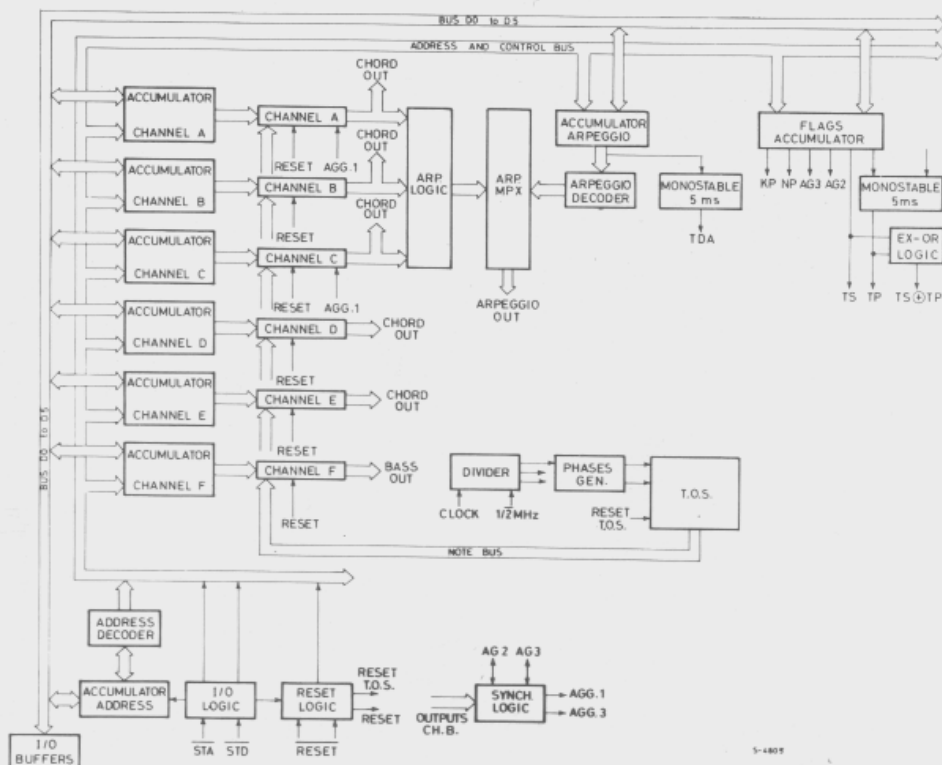 BUS D0 to D5
ADDRESS AND CONTROL BUS
CHORD
OUT
ACCUMULATOR
CHANNEL A
CHANNEL A
RESET
AGG.1
CHORD
OUT
ACCUMULATOR
CHANNEL B
CHANNEL B
RESET
CHORD
OUT
ACCUMULATOR
CHANNEL C
CHANNEL C
RESET
AGG.1
ARP.
LOGIC
ARP.
MPX
ARPEGGIO
OUT
ACCUMULATOR
ARPEGGIO
ARPEGGIO
DECODER
MONOSTABLE
5 ms
TDA
FLAGS
ACCUMULATOR
KP
NP
AG3
AG2
MONOSTABLE
5ms
EX-OR
LOGIC
TS
TP
TS⊕TP
ACCUMULATOR
CHANNEL D
CHANNEL D
CHORD
OUT
RESET
ACCUMULATOR
CHANNEL E
CHANNEL E
CHORD
OUT
RESET
ACCUMULATOR
CHANNEL F
CHANNEL F
BASS
OUT
RESET
BUS D0 to D5
DIVIDER
CLOCK
1/2MHz
PHASES
GEN.
RESET
T.O.S.
T.O.S.
NOTE BUS
ADDRESS
DECODER
ACCUMULATOR
ADDRESS
I/O
LOGIC
STA
STD
RESET
LOGIC
RESET
RESET
T.O.S.
RESET
AG2
AG3
SYNCH.
LOGIC
OUTPUTS
CH.B.
AGG.1
AGG.3
I/O
BUFFERS
S-4805